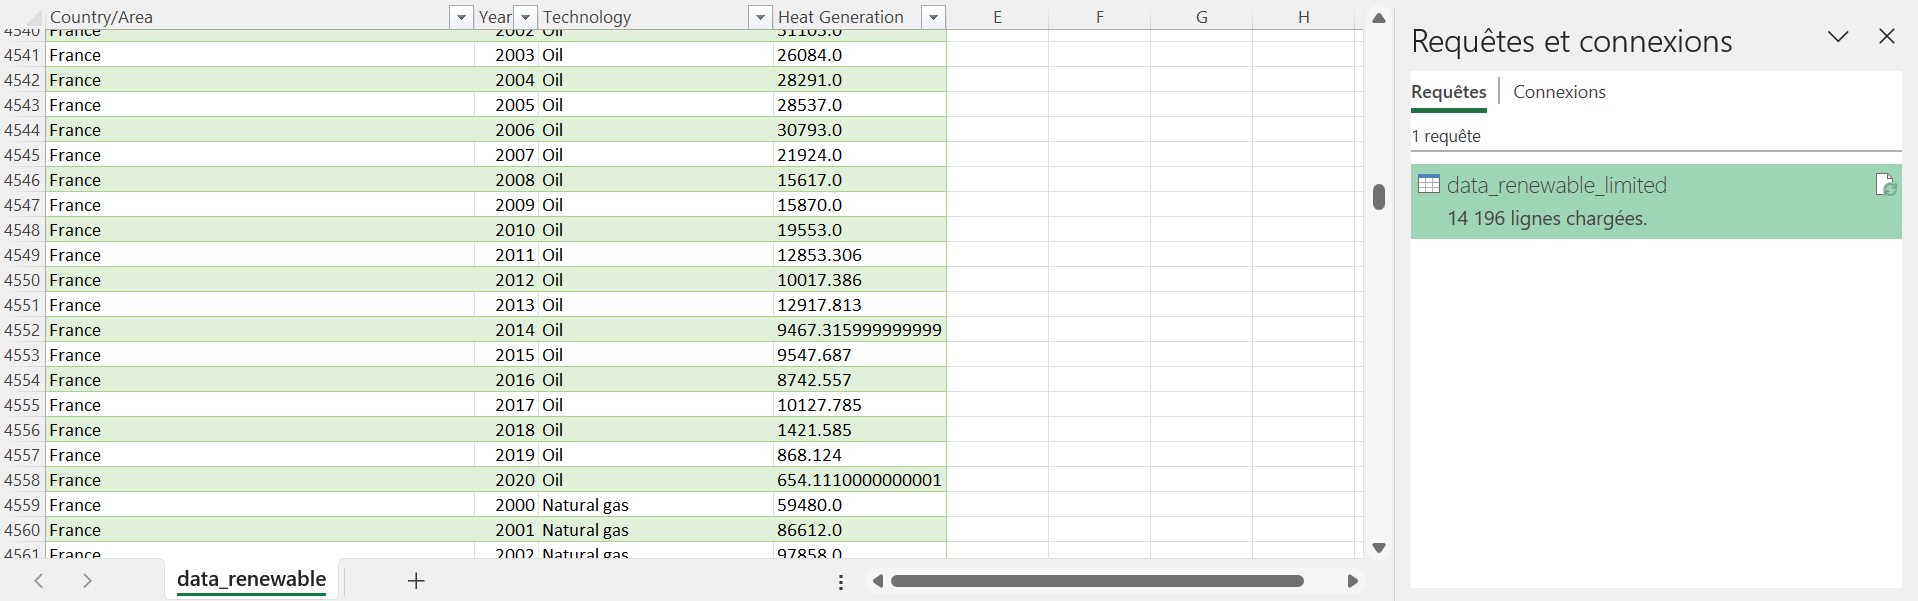 Country/Area Year Technology Heat Generation E F G H
4540 France 2002 Oil 31103.0
4541 France 2003 Oil 26084.0
4542 France 2004 Oil 28291.0
4543 France 2005 Oil 28537.0
4544 France 2006 Oil 30793.0
4545 France 2007 Oil 21924.0
4546 France 2008 Oil 15617.0
4547 France 2009 Oil 15870.0
4548 France 2010 Oil 19553.0
4549 France 2011 Oil 12853.306
4550 France 2012 Oil 10017.386
4551 France 2013 Oil 12917.813
4552 France 2014 Oil 9467.315999999999
4553 France 2015 Oil 9547.687
4554 France 2016 Oil 8742.557
4555 France 2017 Oil 10127.785
4556 France 2018 Oil 1421.585
4557 France 2019 Oil 868.124
4558 France 2020 Oil 654.1110000000001
4559 France 2000 Natural gas 59480.0
4560 France 2001 Natural gas 86612.0
4561 France 2002 Natural gas 97858.0
data_renewable
Requêtes et connexions
Requêtes Connexions
1 requête
data_renewable_limited
14 196 lignes chargées.